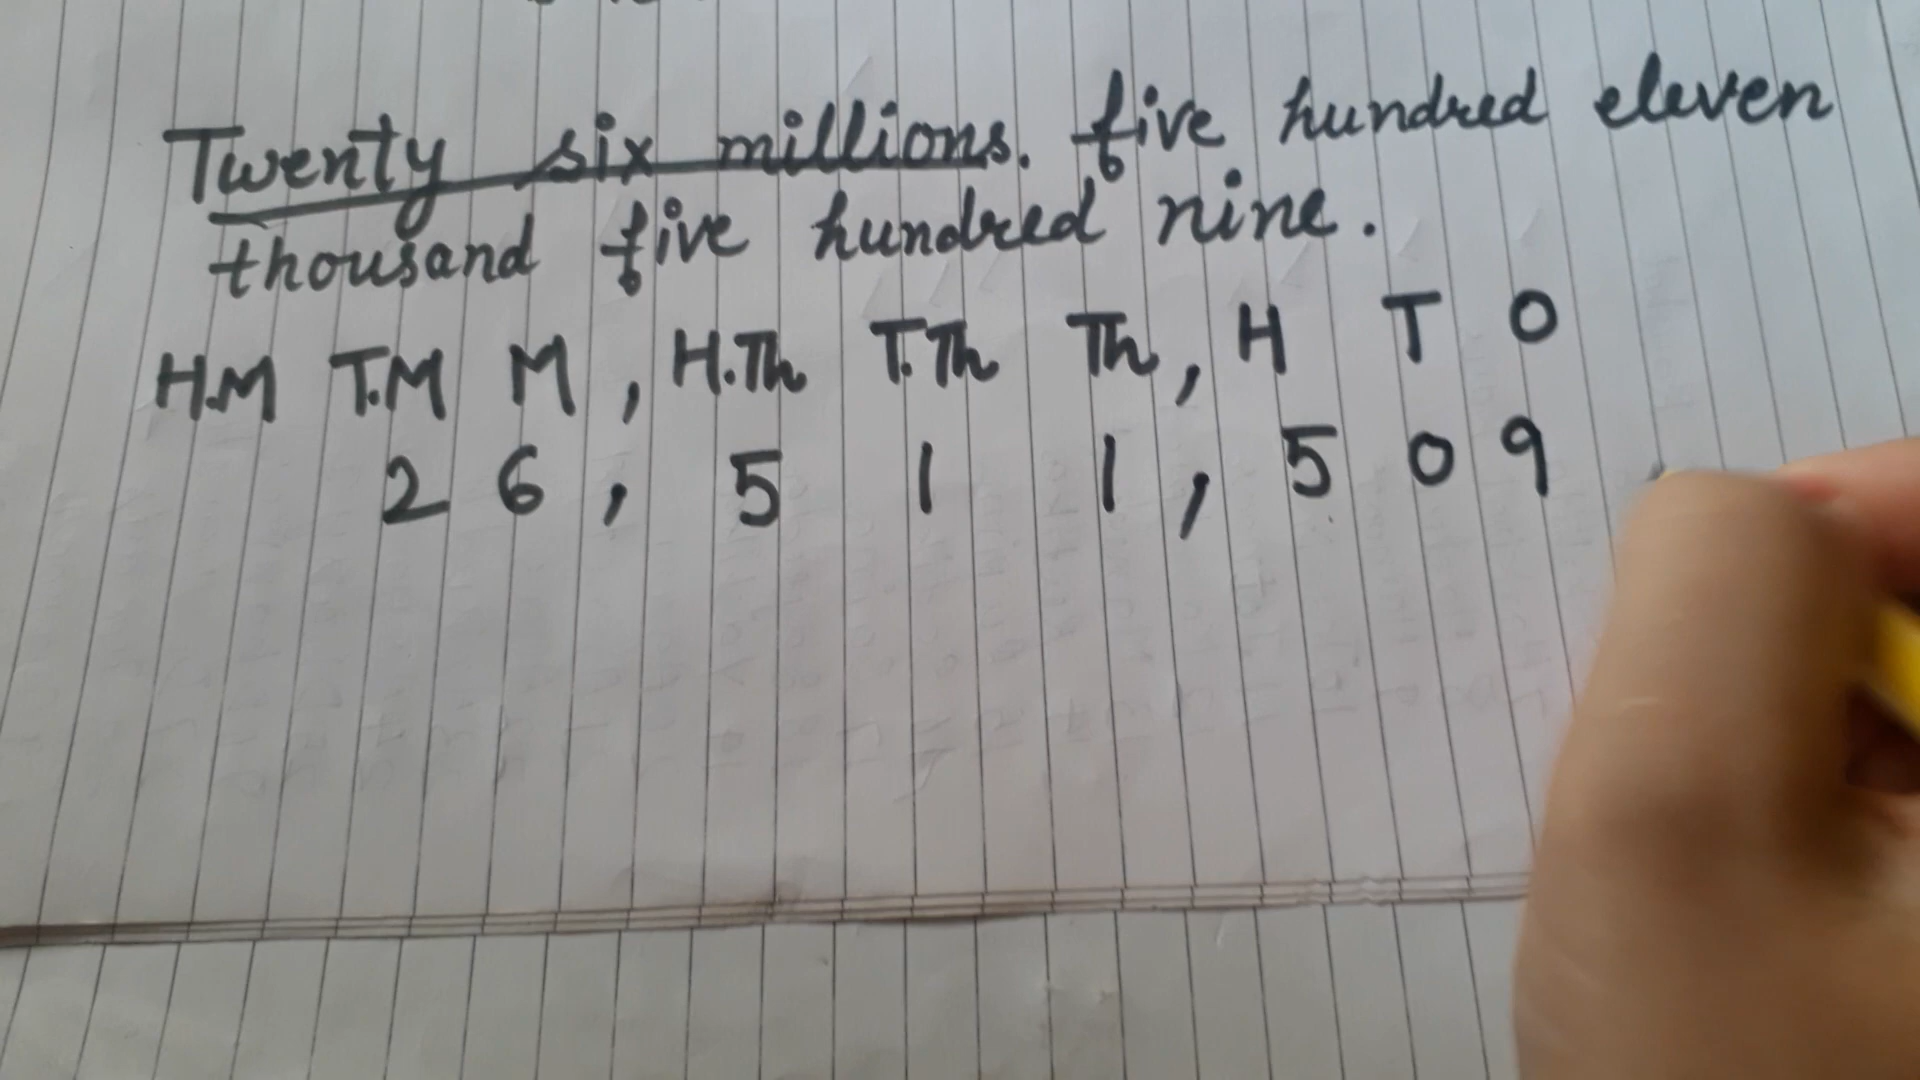 Twenty six millions. five hundred eleven
thousand five hundred nine.
H.M T.M M , H.Th T.Th Th , H T O
2 6 , 5 1 1 , 5 0 9